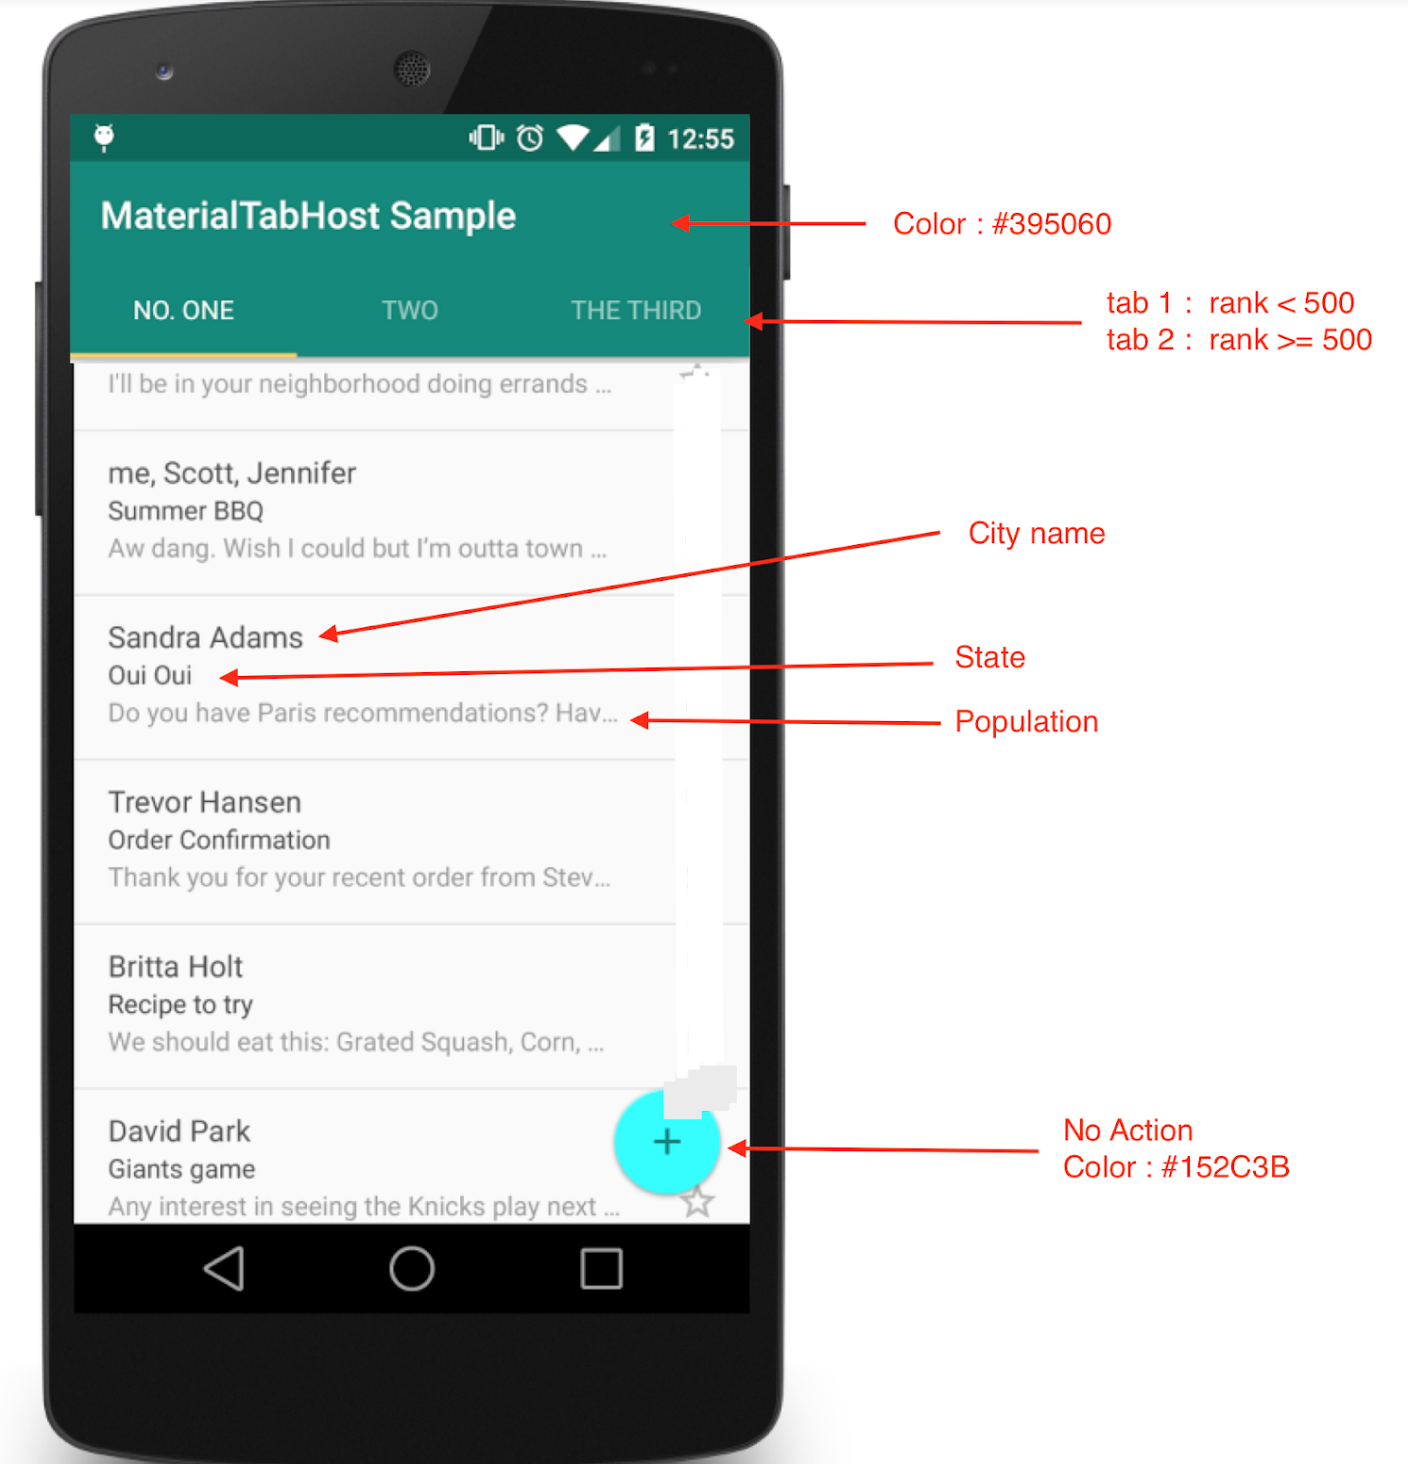 12:55
MaterialTabHost Sample
Color : #395060
NO. ONE
TWO
THE THIRD
tab 1 :  rank < 500
tab 2 :  rank >= 500
I'll be in your neighborhood doing errands ...
me, Scott, Jennifer
Summer BBQ
Aw dang. Wish I could but I'm outta town ...
City name
Sandra Adams
Oui Oui
Do you have Paris recommendations? Hav...
State
Population
Trevor Hansen
Order Confirmation
Thank you for your recent order from Stev...
Britta Holt
Recipe to try
We should eat this: Grated Squash, Corn, ...
David Park
Giants game
Any interest in seeing the Knicks play next ...
+
No Action
Color : #152C3B